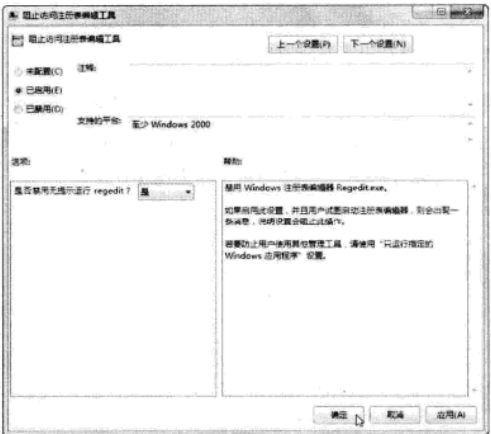 阻止访问注册表编辑工具
阻止访问注册表编辑工具
上一个设置(P)
下一个设置(N)
未配置(C)
注释:
已启用(E)
已禁用(D)
支持的平台:
至少 Windows 2000
选项:
帮助:
是否禁用无提示运行 regedit？
是
禁用 Windows 注册表编辑器 Regedit.exe。
如果启用此设置，并且用户试图启动注册表编辑器，则会出现一
条消息，说明设置会阻止此操作。
若要防止用户使用其他管理工具，请使用“只运行指定的
Windows 应用程序”设置。
确定
取消
应用(A)